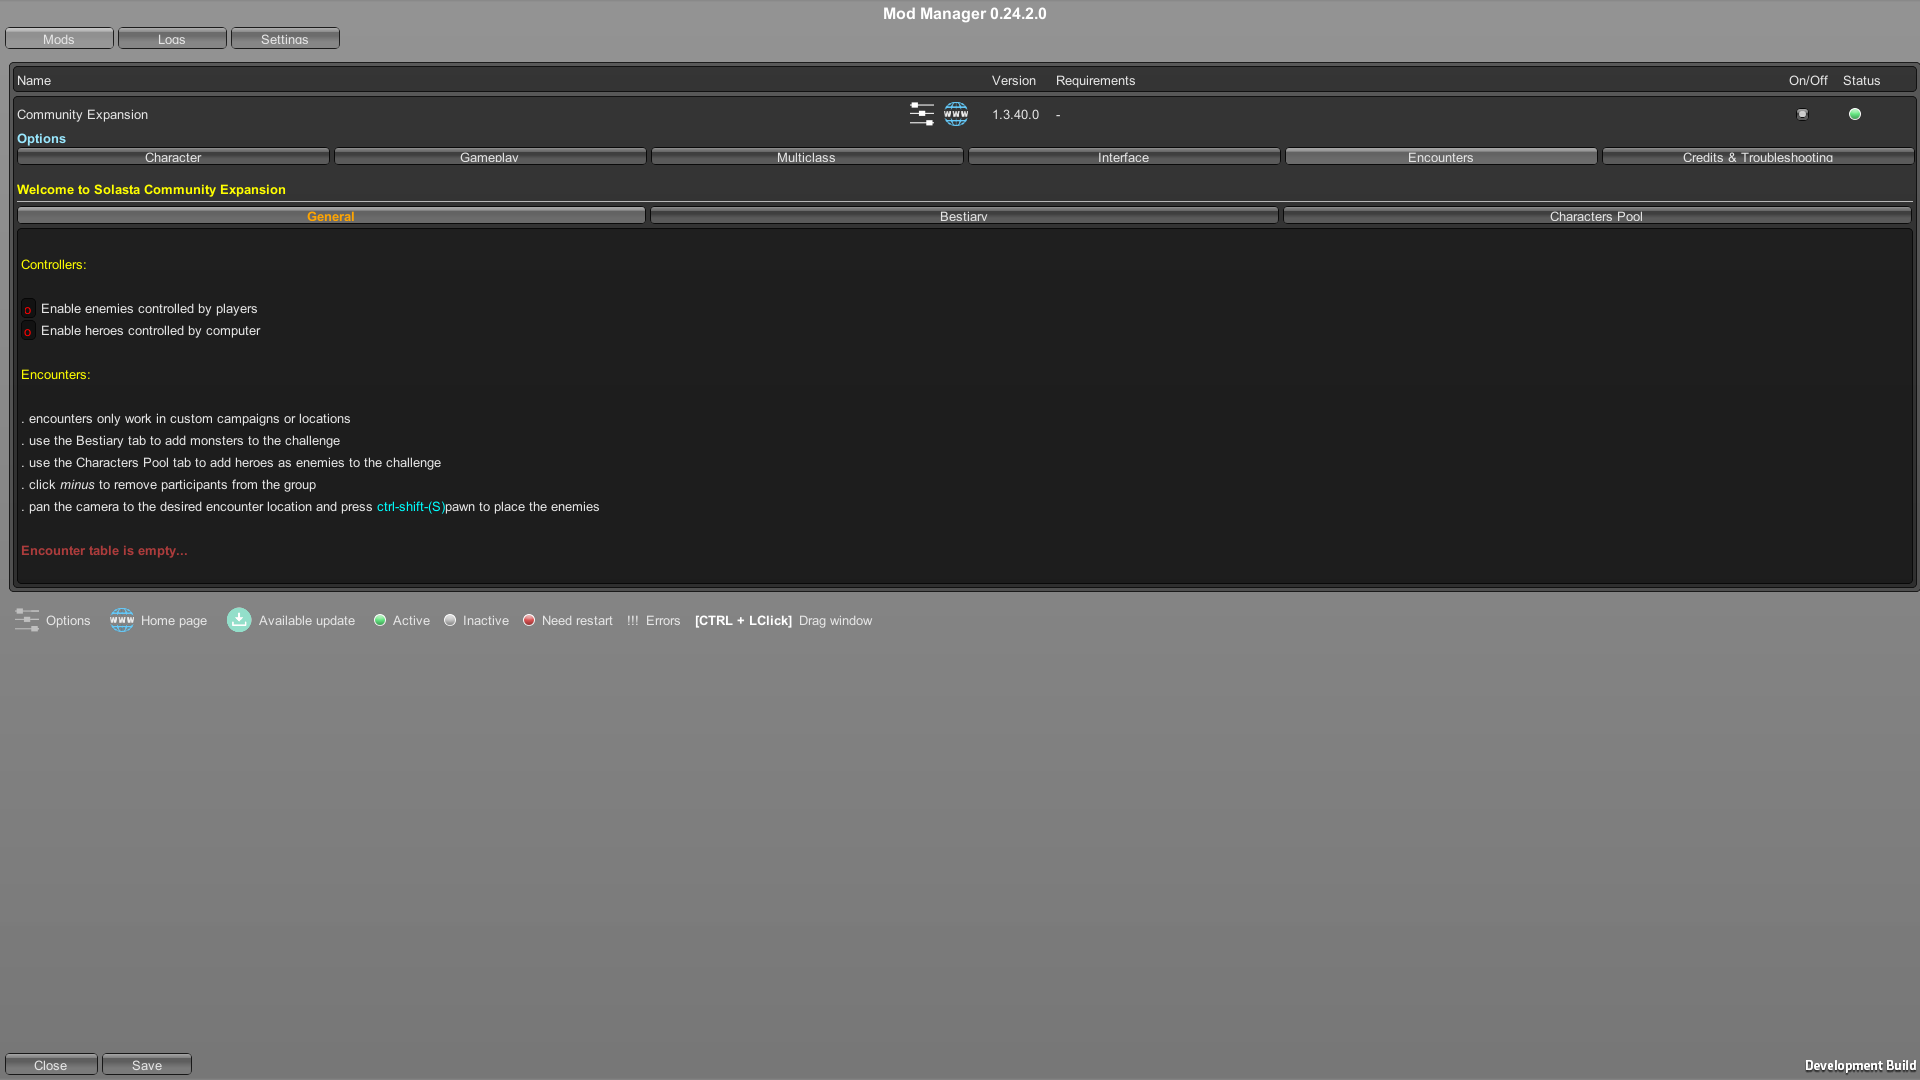 Mod Manager 0.24.2.0
Mods Logs Settings
Name Version Requirements On/Off Status
Community Expansion www 1.3.40.0 -
Options
Character Gameplay Multiclass Interface Encounters Credits & Troubleshooting
Welcome to Solasta Community Expansion
General Bestiary Characters Pool
Controllers:
o Enable enemies controlled by players
o Enable heroes controlled by computer
Encounters:
. encounters only work in custom campaigns or locations
. use the Bestiary tab to add monsters to the challenge
. use the Characters Pool tab to add heroes as enemies to the challenge
. click minus to remove participants from the group
. pan the camera to the desired encounter location and press ctrl-shift-(S)pawn to place the enemies
Encounter table is empty...
Options www Home page Available update Active Inactive Need restart !!! Errors [CTRL + LClick] Drag window
Close Save Development Build